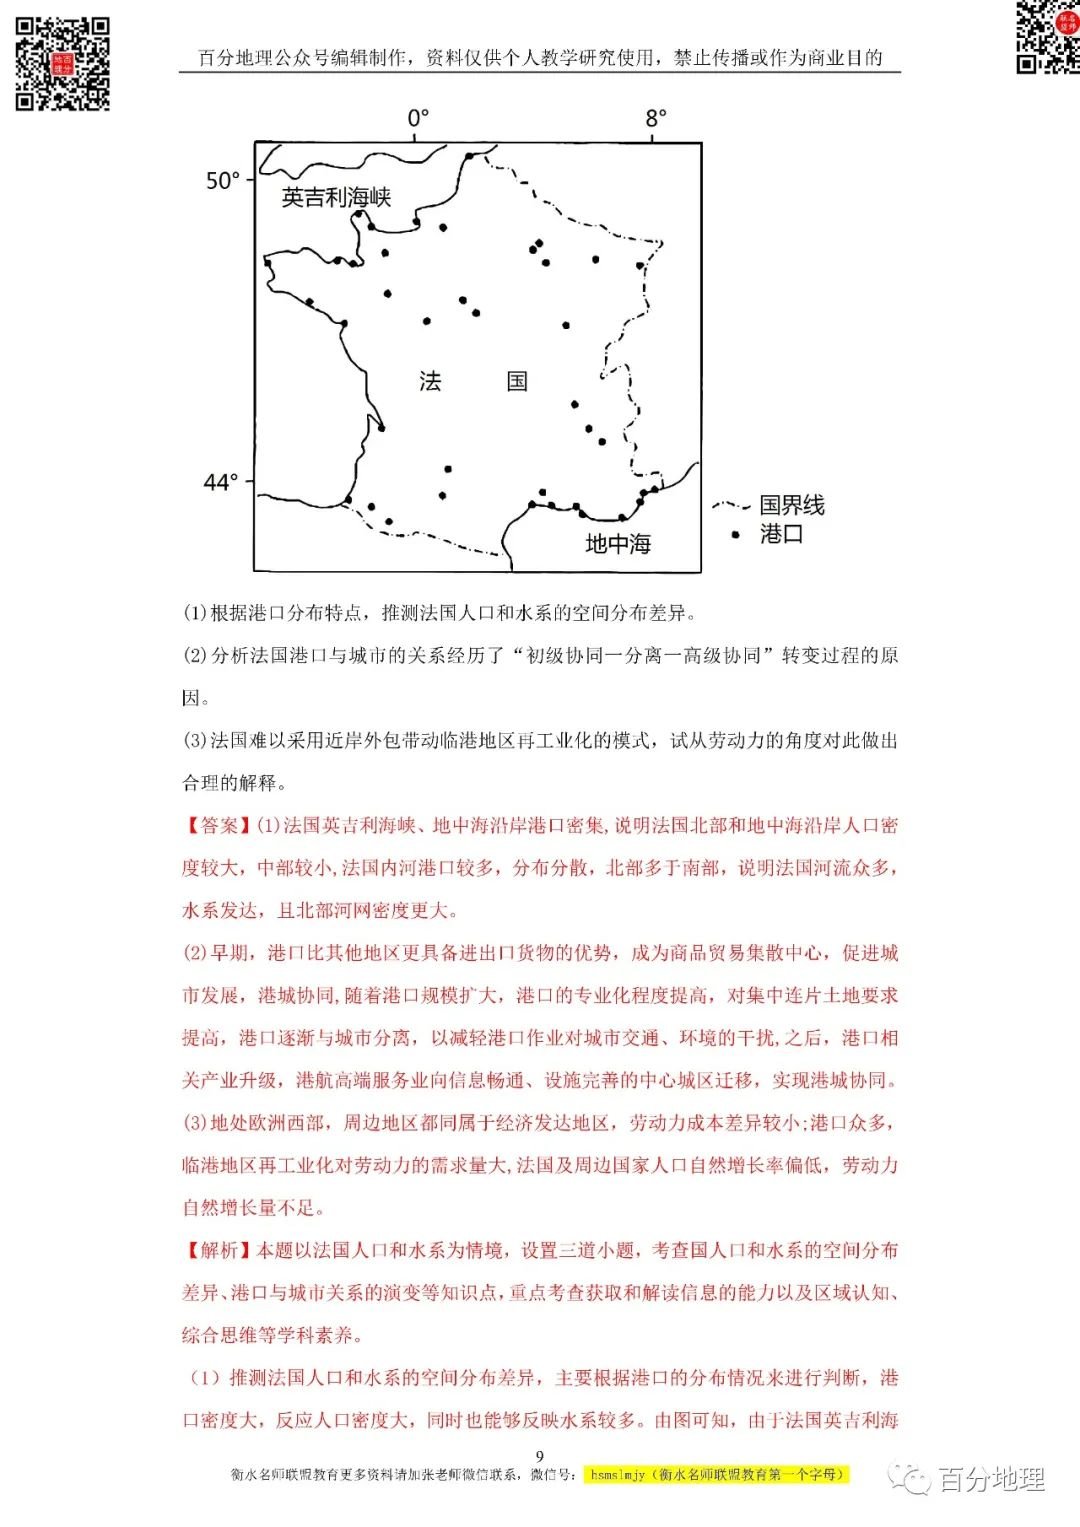 百分地理公众号编辑制作，资料仅供个人教学研究使用，禁止传播或作为商业目的
0°
8°
50°
英吉利海峡
法 国
44°
国界线
港口
地中海
(1)根据港口分布特点，推测法国人口和水系的空间分布差异。
(2)分析法国港口与城市的关系经历了“初级协同一分离一高级协同”转变过程的原
因。
(3)法国难以采用近岸外包带动临港地区再工业化的模式，试从劳动力的角度对此做出
合理的解释。
【答案】(1)法国英吉利海峡、地中海沿岸港口密集,说明法国北部和地中海沿岸人口密
度较大，中部较小,法国内河港口较多，分布分散，北部多于南部，说明法国河流众多，
水系发达，且北部河网密度更大。
(2)早期，港口比其他地区更具备进出口货物的优势，成为商品贸易集散中心，促进城
市发展，港城协同,随着港口规模扩大，港口的专业化程度提高，对集中连片土地要求
提高，港口逐渐与城市分离，以减轻港口作业对城市交通、环境的干扰,之后，港口相
关产业升级，港航高端服务业向信息畅通、设施完善的中心城区迁移，实现港城协同。
(3)地处欧洲西部，周边地区都同属于经济发达地区，劳动力成本差异较小;港口众多，
临港地区再工业化对劳动力的需求量大,法国及周边国家人口自然增长率偏低，劳动力
自然增长量不足。
【解析】本题以法国人口和水系为情境，设置三道小题，考查国人口和水系的空间分布
差异、港口与城市关系的演变等知识点，重点考查获取和解读信息的能力以及区域认知、
综合思维等学科素养。
（1）推测法国人口和水系的空间分布差异，主要根据港口的分布情况来进行判断，港
口密度大，反应人口密度大，同时也能够反映水系较多。由图可知，由于法国英吉利海
9
衡水名师联盟教育更多资料请加张老师微信联系，微信号： hsmslmjy（衡水名师联盟教育第一个字母）
百分地理